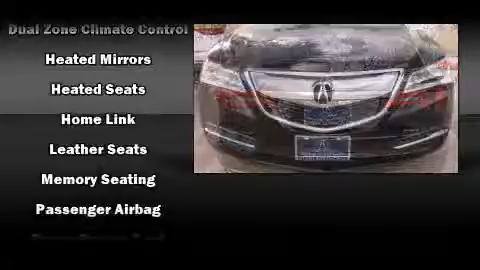 Dual Zone Climate Control
Heated Mirrors
Heated Seats
Home Link
Leather Seats
Memory Seating
Passenger Airbag